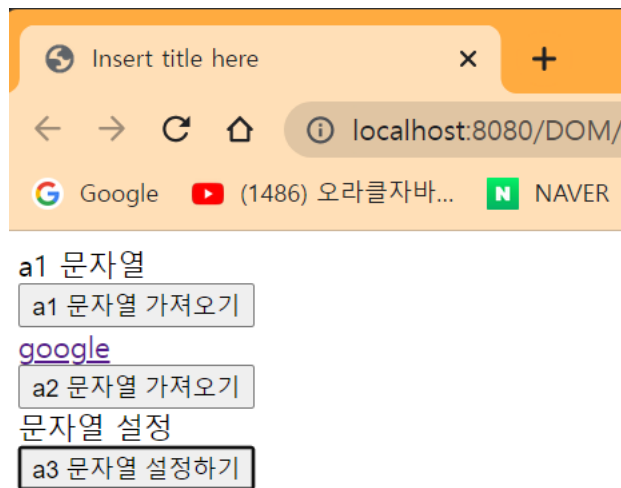 Insert title here
localhost:8080/DOM/
Google (1486) 오라클자바... N NAVER
a1 문자열
a1 문자열 가져오기
google
a2 문자열 가져오기
문자열 설정
a3 문자열 설정하기